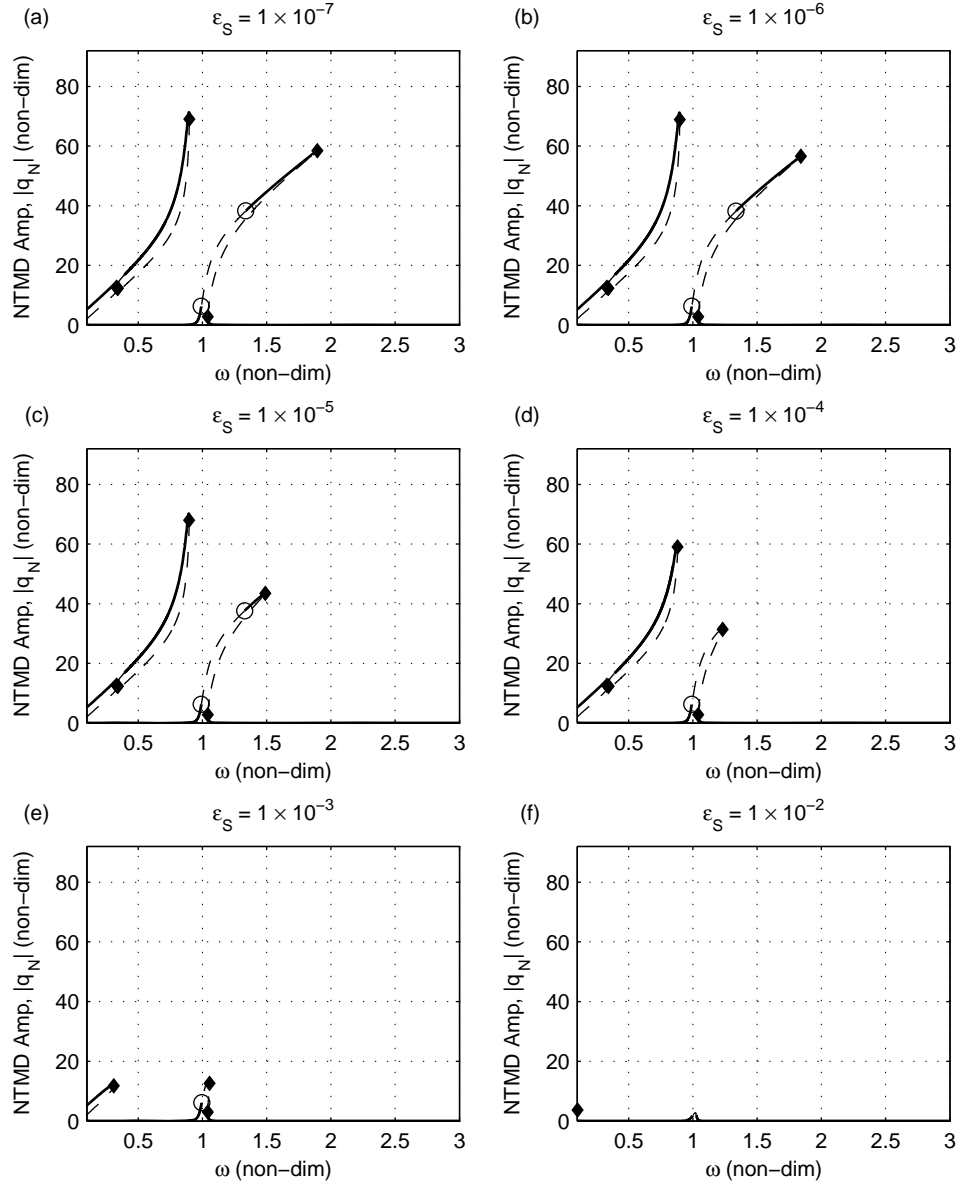 (a) ε_S = 1 × 10^−7
NTMD Amp, |q_N| (non−dim)
80
60
40
20
0
0.5 1 1.5 2 2.5 3
ω (non−dim)
(b) ε_S = 1 × 10^−6
NTMD Amp, |q_N| (non−dim)
80
60
40
20
0
0.5 1 1.5 2 2.5 3
ω (non−dim)
(c) ε_S = 1 × 10^−5
NTMD Amp, |q_N| (non−dim)
80
60
40
20
0
0.5 1 1.5 2 2.5 3
ω (non−dim)
(d) ε_S = 1 × 10^−4
NTMD Amp, |q_N| (non−dim)
80
60
40
20
0
0.5 1 1.5 2 2.5 3
ω (non−dim)
(e) ε_S = 1 × 10^−3
NTMD Amp, |q_N| (non−dim)
80
60
40
20
0
0.5 1 1.5 2 2.5 3
ω (non−dim)
(f) ε_S = 1 × 10^−2
NTMD Amp, |q_N| (non−dim)
80
60
40
20
0
0.5 1 1.5 2 2.5 3
ω (non−dim)